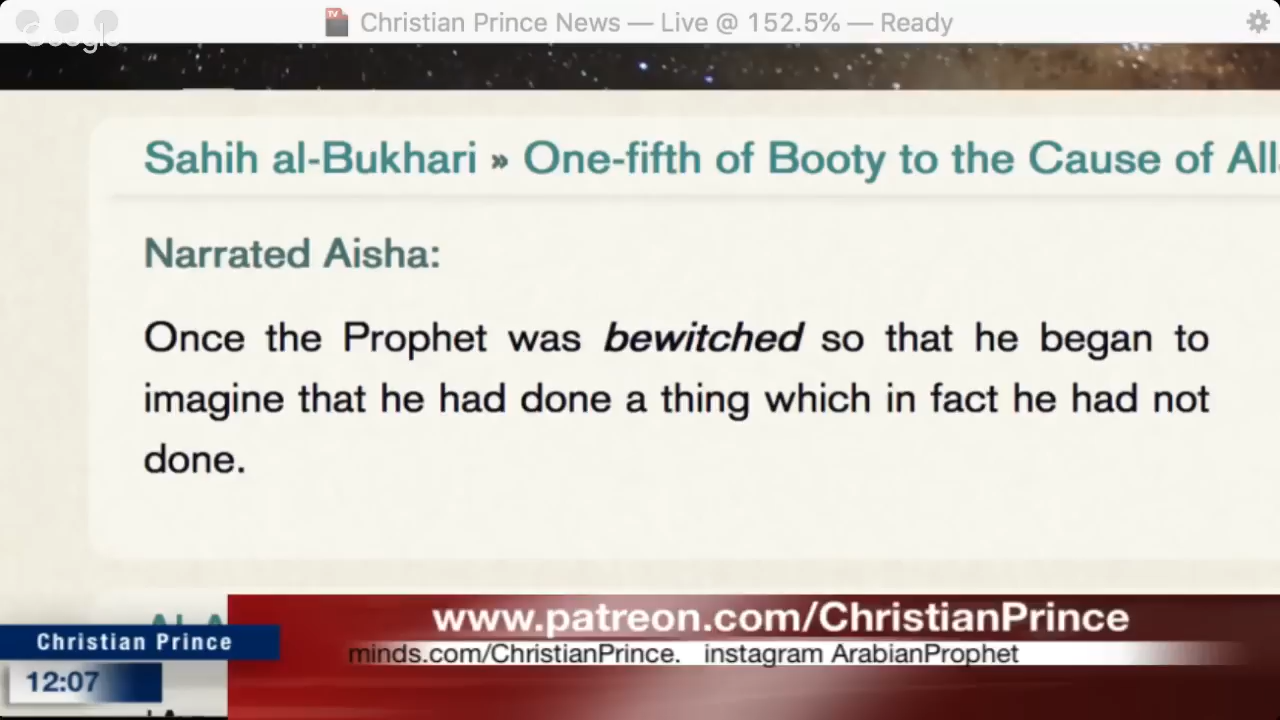 Christian Prince News — Live @ 152.5% — Ready
Google
Sahih al-Bukhari » One-fifth of Booty to the Cause of All
Narrated Aisha:
Once the Prophet was bewitched so that he began to
imagine that he had done a thing which in fact he had not
done.
www.patreon.com/ChristianPrince
Christian Prince
minds.com/ChristianPrince. instagram ArabianProphet
12:07